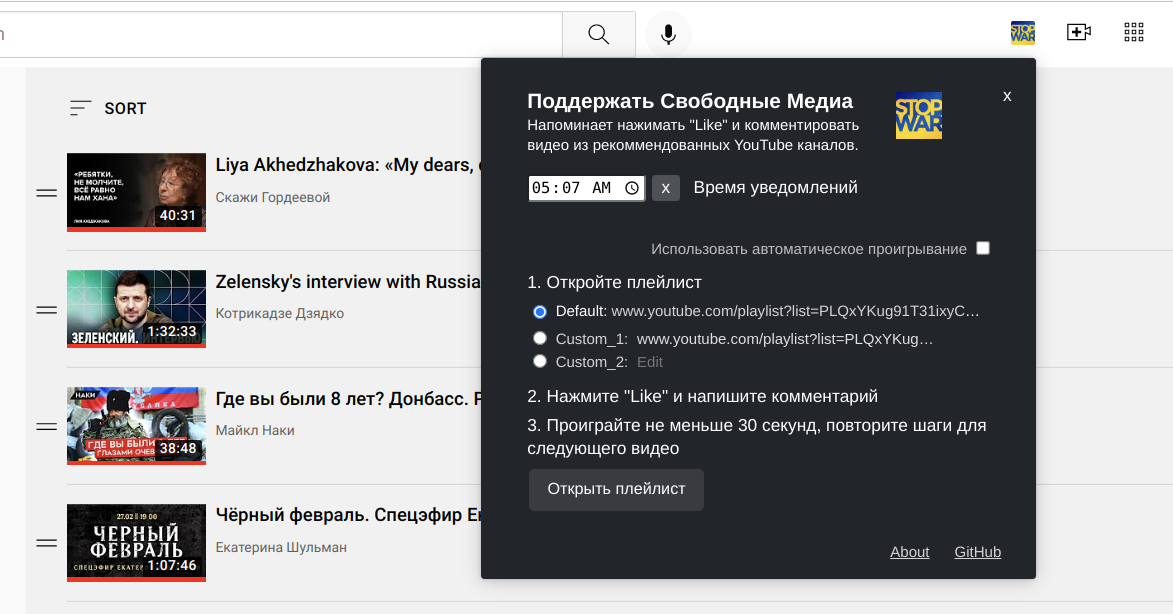 STOP
WAR
Поддержать Свободные Медиа
STOP
WAR
x
Напоминает нажимать "Like" и комментировать
видео из рекоммендованных YouTube каналов.
05:07 AM
x
Время уведомлений
Использовать автоматическое проигрывание
1. Откройте плейлист
Default: www.youtube.com/playlist?list=PLQxYKug91T31ixyC…
Custom_1: www.youtube.com/playlist?list=PLQxYKug…
Custom_2: Edit
2. Нажмите "Like" и напишите комментарий
3. Проиграйте не меньше 30 секунд, повторите шаги для
следующего видео
Открыть плейлист
About
GitHub
SORT
«РЕБЯТКИ,
НЕ МОЛЧИТЕ,
ВСЁ РАВНО
НАМ ХАНА»
ЛИЯ АХЕДЖАКОВА
40:31
Liya Akhedzhakova: «My dears,
Скажи Гордеевой
ЗЕЛЕНСКИЙ.
1:32:33
Zelensky's interview with Russia
Котрикадзе Дзядко
НАКИ
ГДЕ ВЫ БЫЛИ
ГЛАЗАМИ ОЧЕВ
38:48
Где вы были 8 лет? Донбасс.
Майкл Наки
27.02 19 00
ЧЕРНЫЙ
ФЕВРАЛЬ
СПЕЦЭФИР ЕКАТЕР
1:07:46
Чёрный февраль. Спецэфир Е
Екатерина Шульман